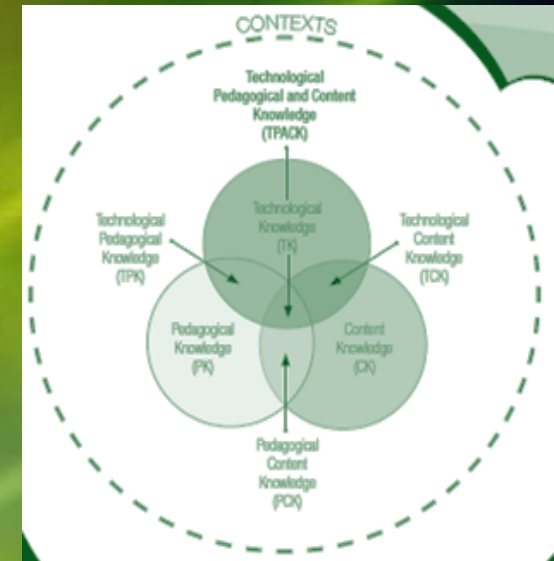 CONTEXTS
Technological
Pedagogical and Content
Knowledge
(TPACK)
Technological
Knowledge
(TK)
Technological
Pedagogical
Knowledge
(TPK)
Technological
Content
Knowledge
(TCK)
Pedagogical
Knowledge
(PK)
Content
Knowledge
(CK)
Pedagogical
Content
Knowledge
(PCK)